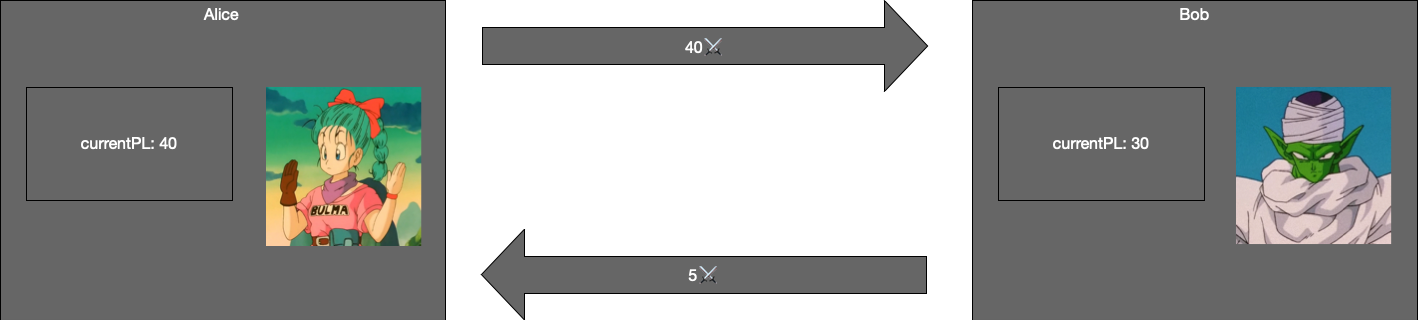 Alice
currentPL: 40
BULMA
40⚔
5⚔
Bob
currentPL: 30